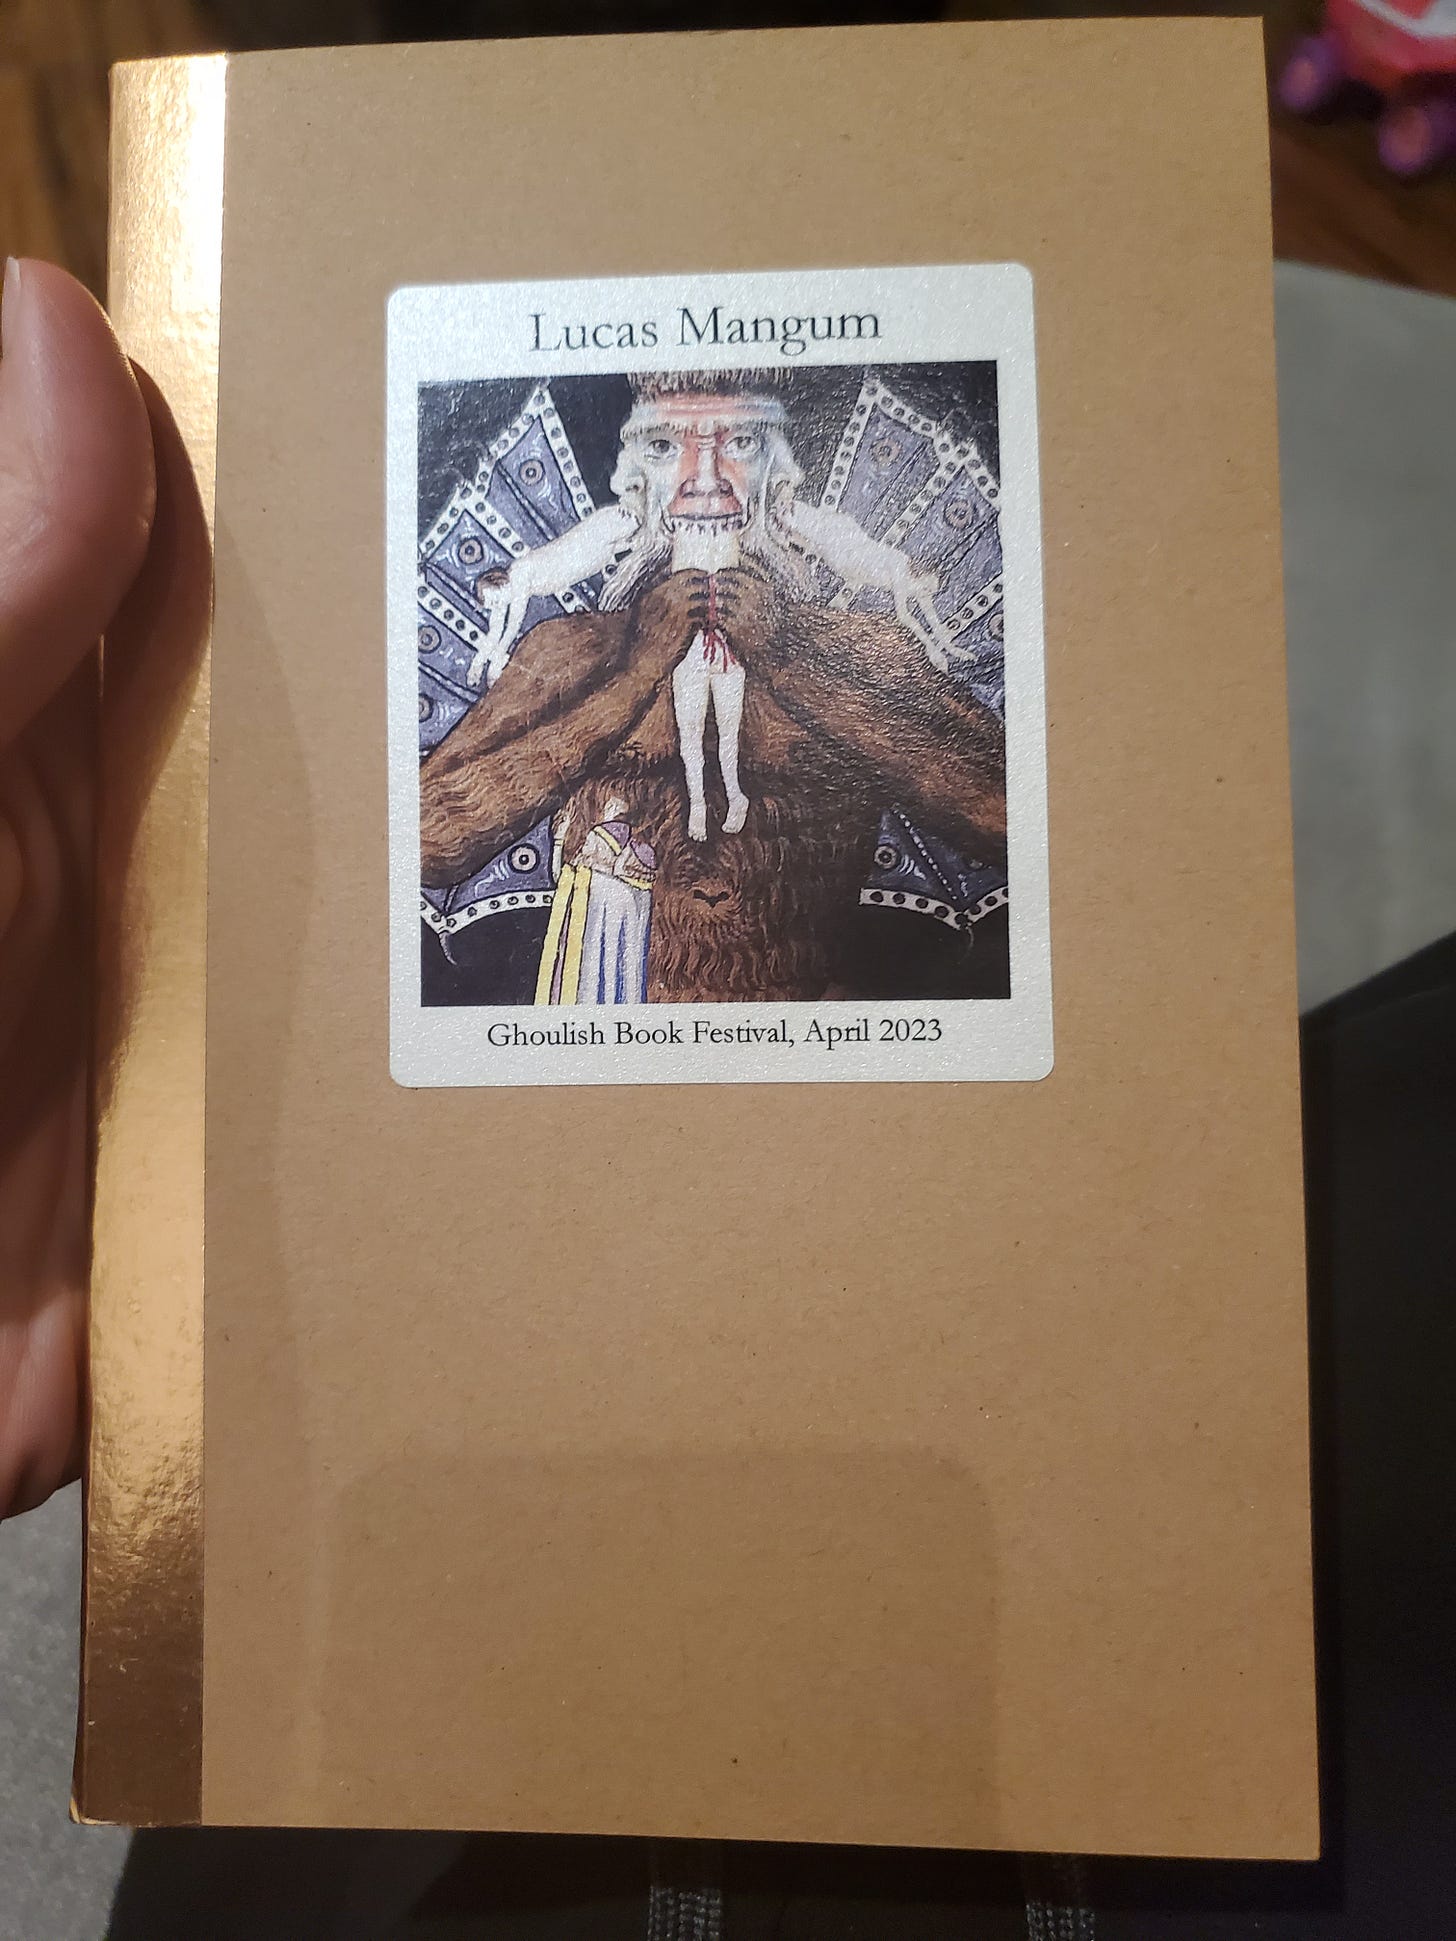 Lucas Mangum
Ghoulish Book Festival, April 2023